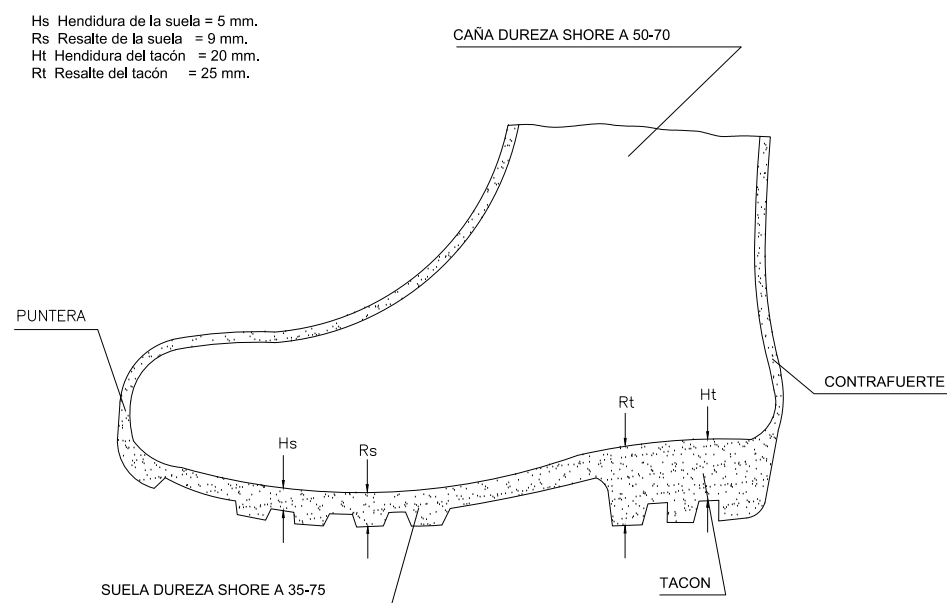 Hs Hendidura de la suela = 5 mm.
Rs Resalte de la suela = 9 mm.
Ht Hendidura del tacón = 20 mm.
Rt Resalte del tacón = 25 mm.
CAÑA DUREZA SHORE A 50-70
PUNTERA
CONTRAFUERTE
Hs
Rs
Rt
Ht
SUELA DUREZA SHORE A 35-75
TACON